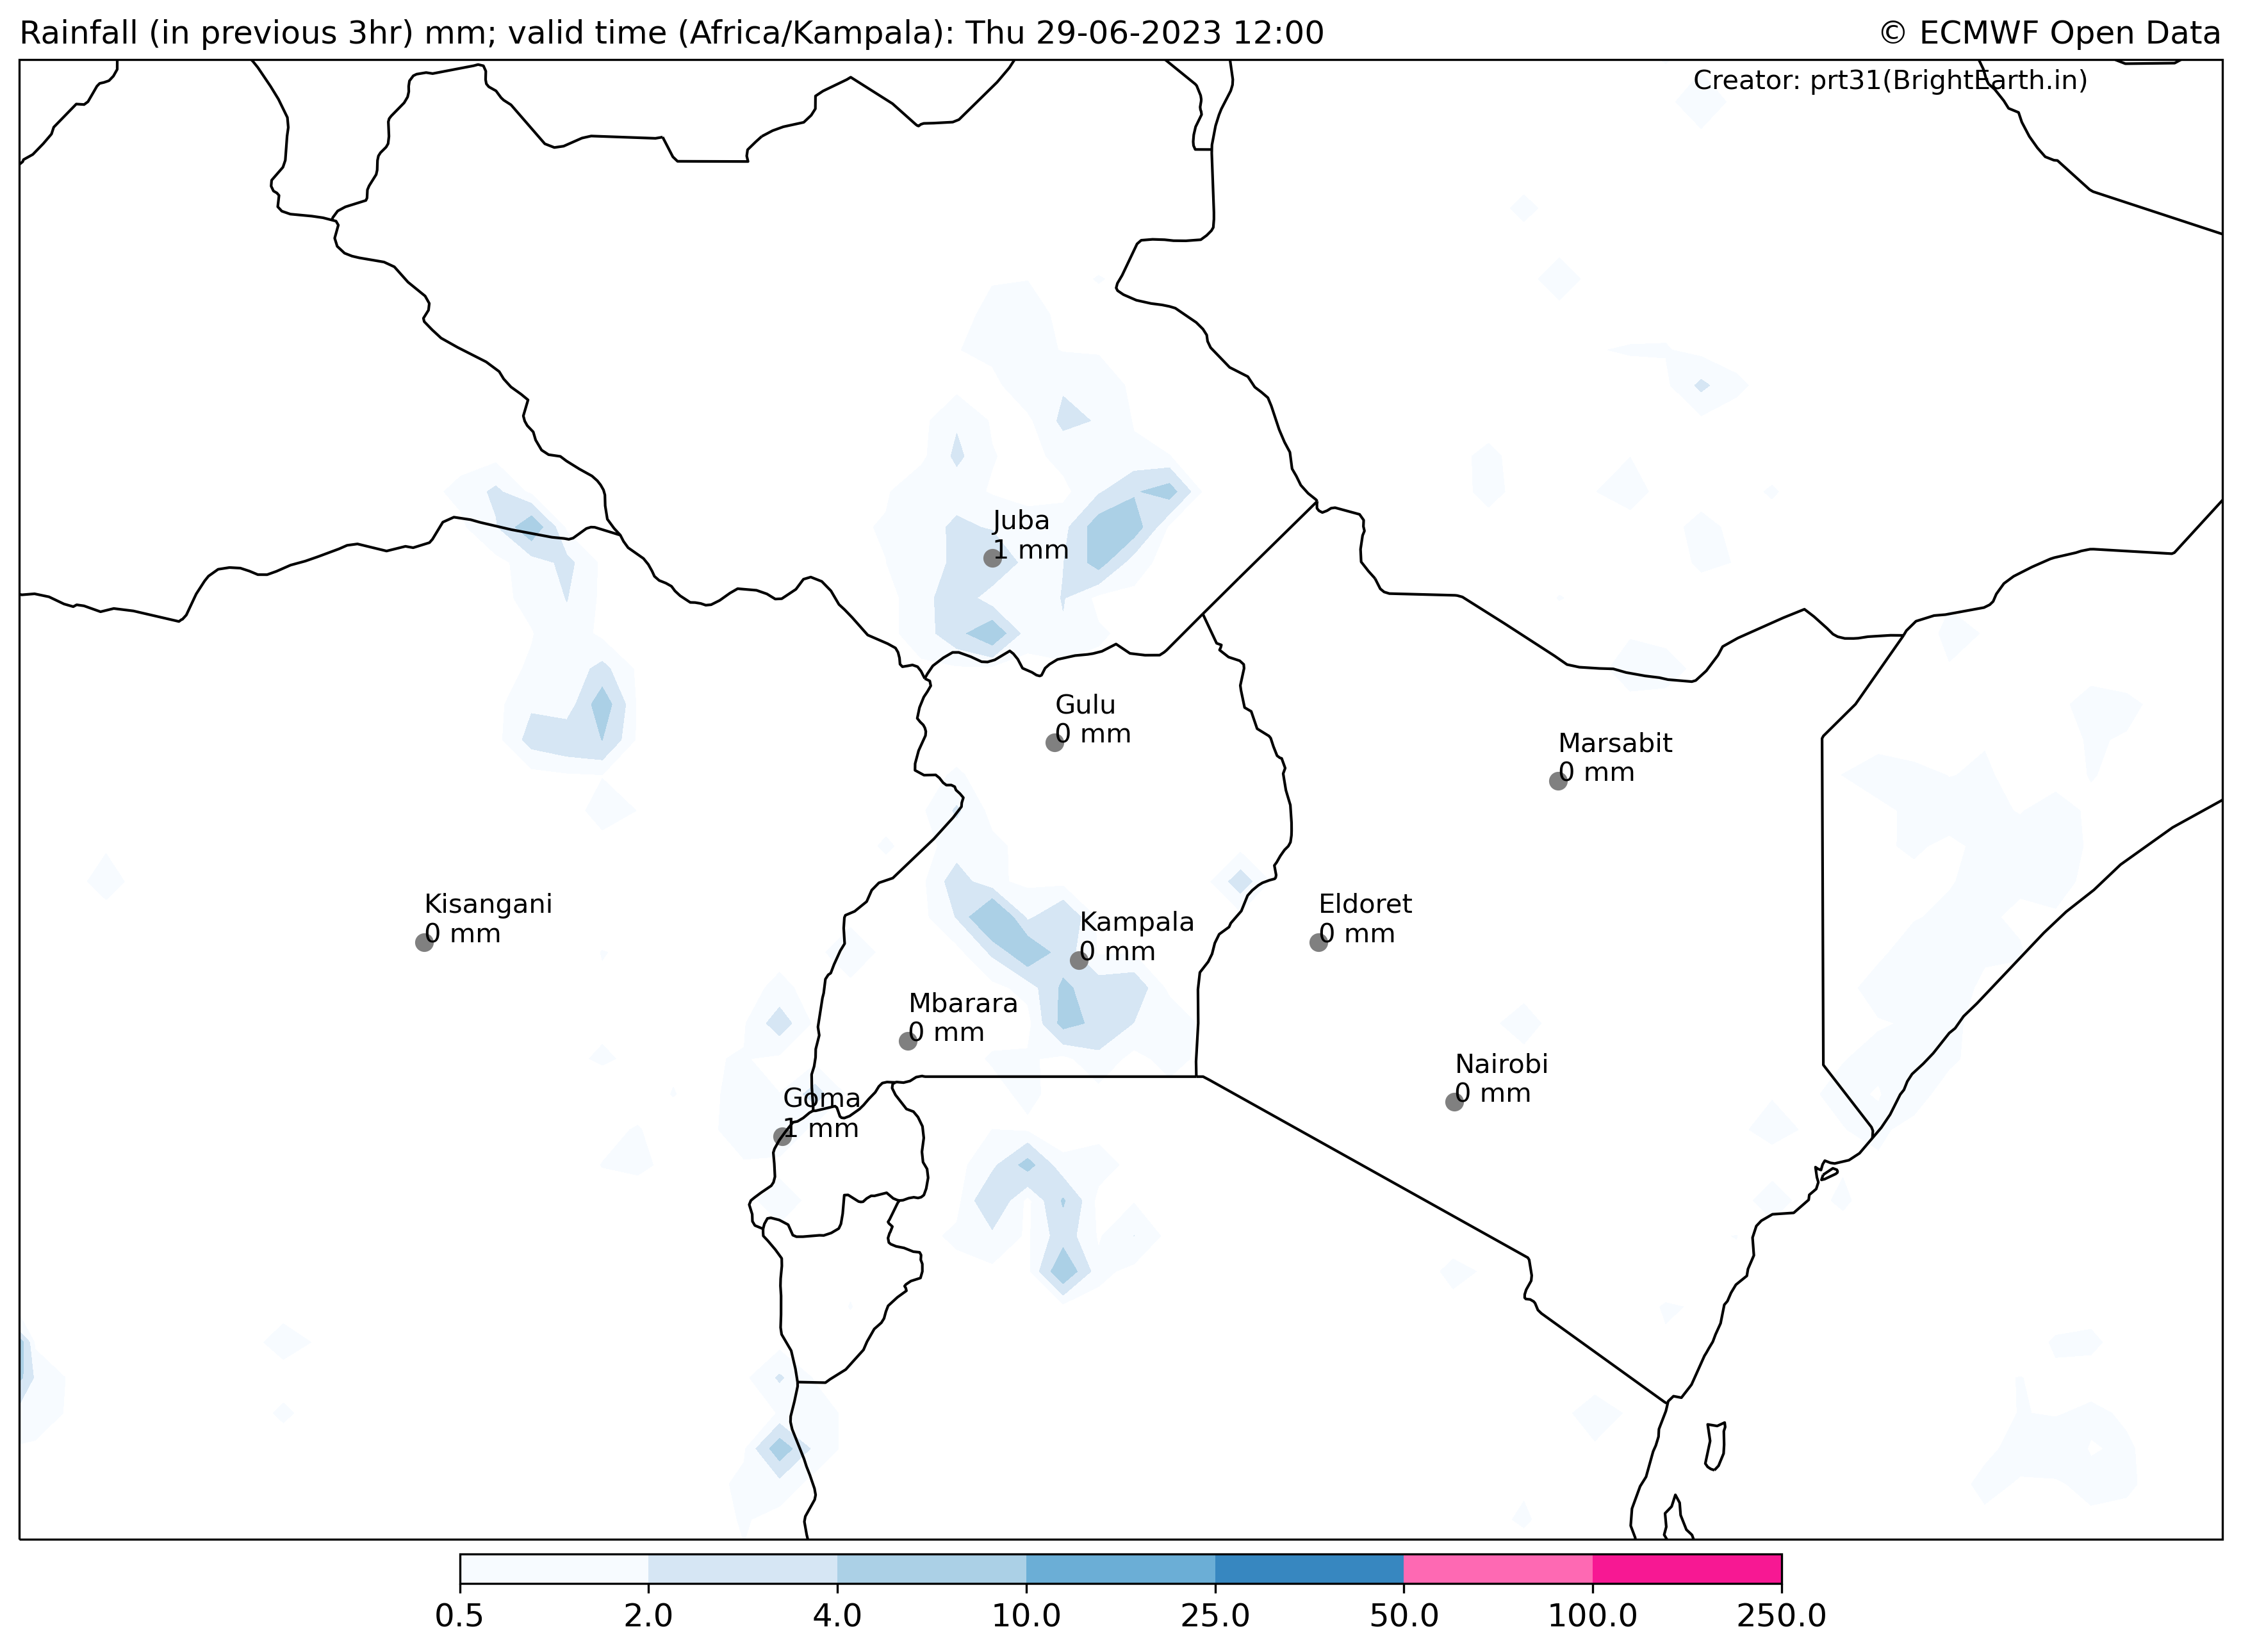 Rainfall (in previous 3hr) mm; valid time (Africa/Kampala): Thu 29-06-2023 12:00
© ECMWF Open Data
Creator: prt31(BrightEarth.in)
Juba
1 mm
Gulu
0 mm
Marsabit
0 mm
Kisangani
0 mm
Kampala
0 mm
Eldoret
0 mm
Mbarara
0 mm
Nairobi
0 mm
Goma
1 mm
0.5 2.0 4.0 10.0 25.0 50.0 100.0 250.0